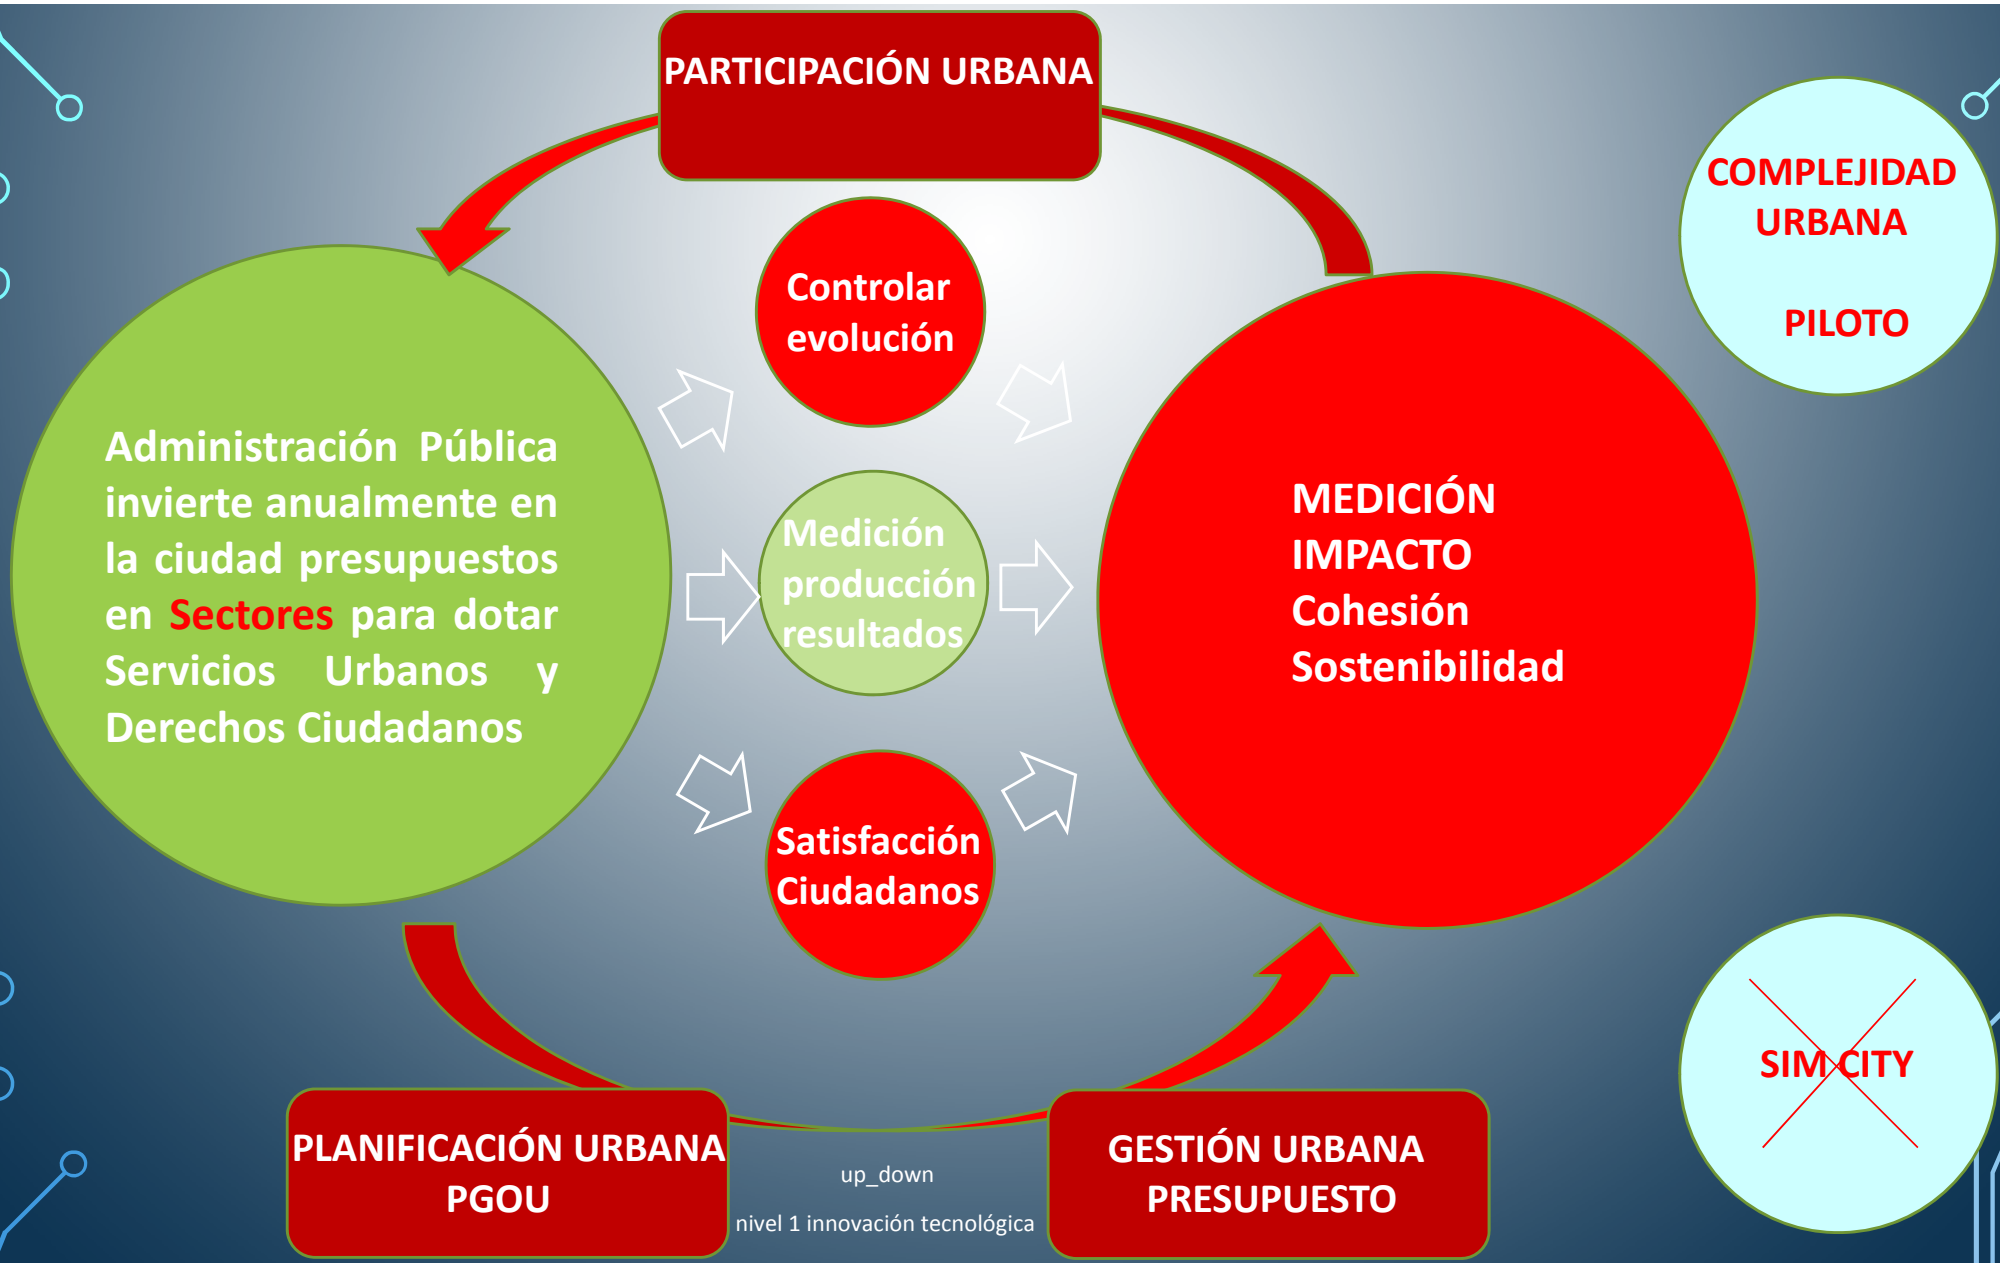 PARTICIPACIÓN URBANA
COMPLEJIDAD
URBANA
PILOTO
Controlar
evolución
Administración Pública
invierte anualmente en
la ciudad presupuestos
en Sectores para dotar
Servicios Urbanos y
Derechos Ciudadanos
Medición
producción
resultados
MEDICIÓN
IMPACTO
Cohesión
Sostenibilidad
Satisfacción
Ciudadanos
SIM CITY
PLANIFICACIÓN URBANA
PGOU
up_down
nivel 1 innovación tecnológica
GESTIÓN URBANA
PRESUPUESTO